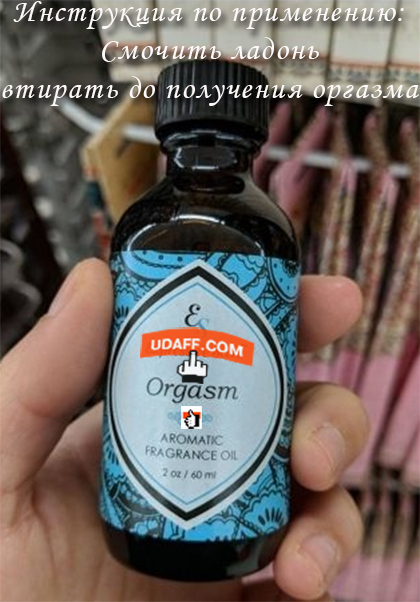 Инструкция по применению:
Смочить ладонь
втирать до получения оргазма
ES
UDAFF.COM
Orgasm
AROMATIC
FRAGRANCE OIL
2 oz / 60 ml